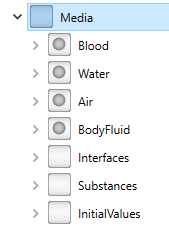 Media
Blood
Water
Air
BodyFluid
Interfaces
Substances
InitialValues